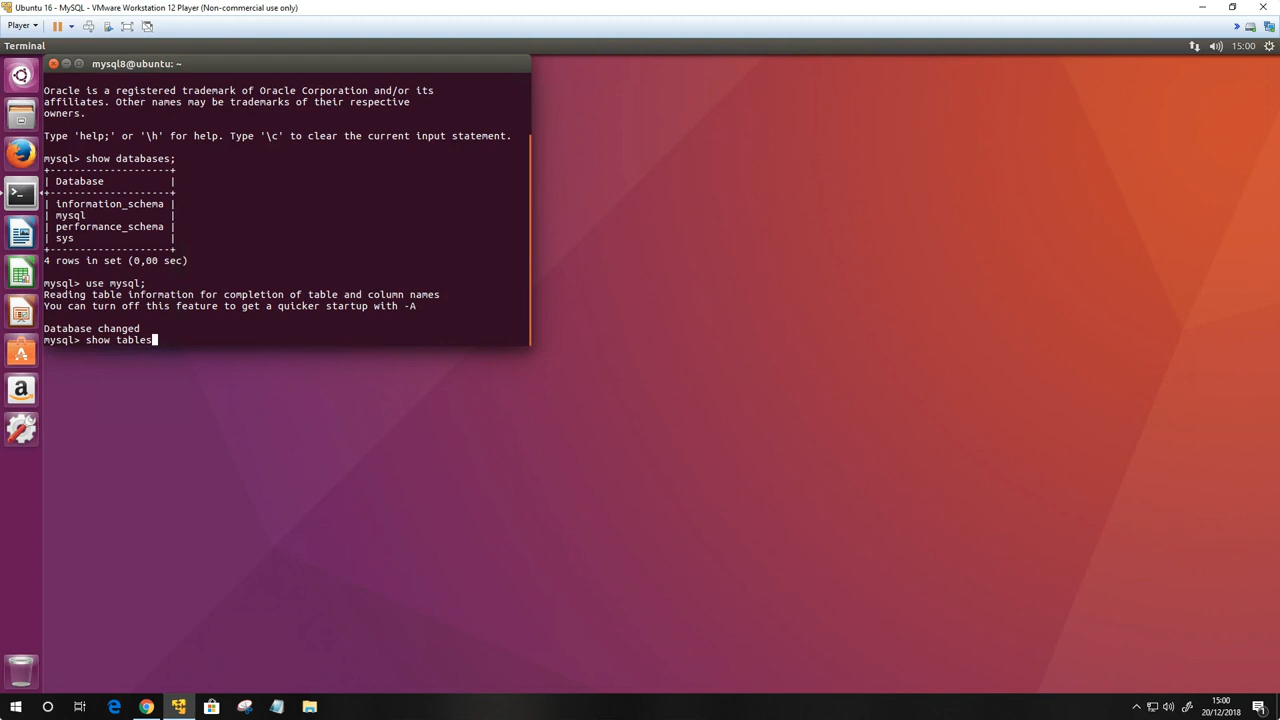 Ubuntu 16 - MySQL - VMware Workstation 12 Player (Non-commercial use only)
Player
Terminal
15:00
mysql8@ubuntu: ~
Oracle is a registered trademark of Oracle Corporation and/or its
affiliates. Other names may be trademarks of their respective
owners.
Type 'help;' or '\h' for help. Type '\c' to clear the current input statement.
mysql> show databases;
+--------------------+
| Database           |
+--------------------+
| information_schema |
| mysql              |
| performance_schema |
| sys                |
+--------------------+
4 rows in set (0,00 sec)
mysql> use mysql;
Reading table information for completion of table and column names
You can turn off this feature to get a quicker startup with -A
Database changed
mysql> show tables
15:00
20/12/2018
1